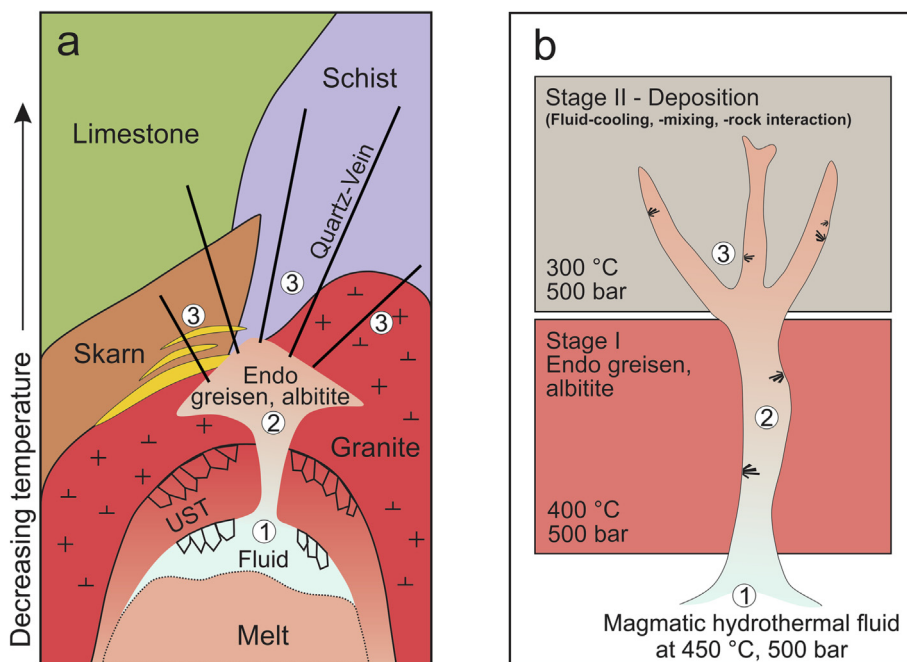 a
Decreasing temperature
Limestone
Schist
Quartz-Vein
3
3
3
Skarn
Endo
greisen, albitite
2
Granite
UST
1
Fluid
Melt
b
Stage II - Deposition
(Fluid-cooling, -mixing, -rock interaction)
3
300 °C
500 bar
Stage I
Endo greisen,
albitite
2
400 °C
500 bar
1
Magmatic hydrothermal fluid
at 450 °C, 500 bar